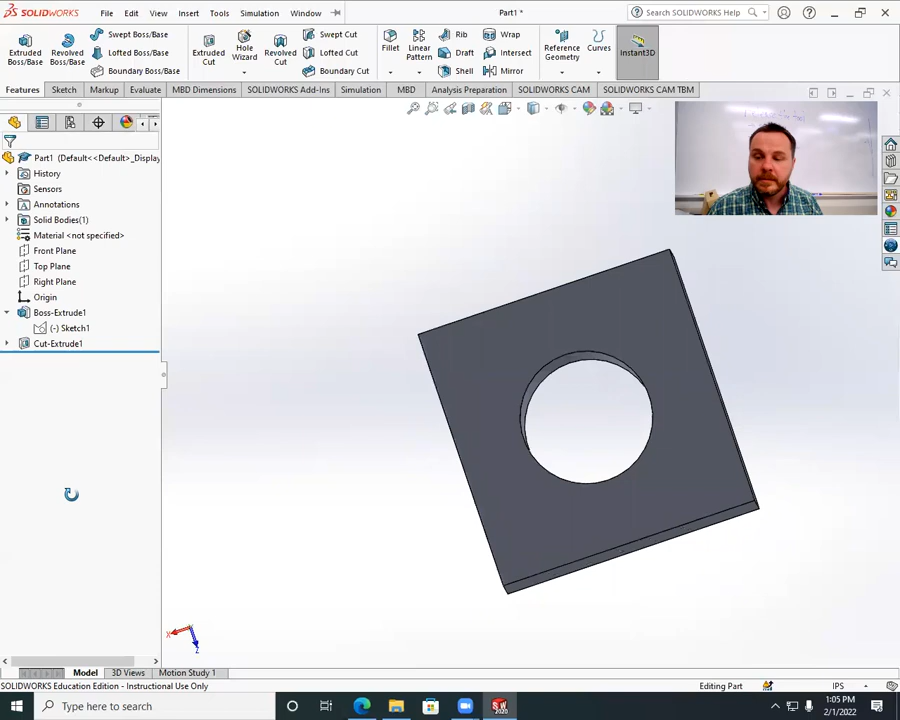 SOLIDWORKS File Edit View Insert Tools Simulation Window Part1 * Search SOLIDWORKS Help
Extruded Boss/Base
Revolved Boss/Base
Swept Boss/Base
Lofted Boss/Base
Boundary Boss/Base
Extruded Cut
Hole Wizard
Revolved Cut
Swept Cut
Lofted Cut
Boundary Cut
Fillet
Linear Pattern
Rib
Draft
Shell
Wrap
Intersect
Mirror
Reference Geometry
Curves
Instant3D
Features Sketch Markup Evaluate MBD Dimensions SOLIDWORKS Add-Ins Simulation MBD Analysis Preparation SOLIDWORKS CAM SOLIDWORKS CAM TBM
Part1 (Default<<Default>_Display
History
Sensors
Annotations
Solid Bodies(1)
Material <not specified>
Front Plane
Top Plane
Right Plane
Origin
Boss-Extrude1
(-) Sketch1
Cut-Extrude1
X
Z
Model 3D Views Motion Study 1
SOLIDWORKS Education Edition - Instructional Use Only Editing Part IPS
Type here to search
SW
2020
1:05 PM
2/1/2022